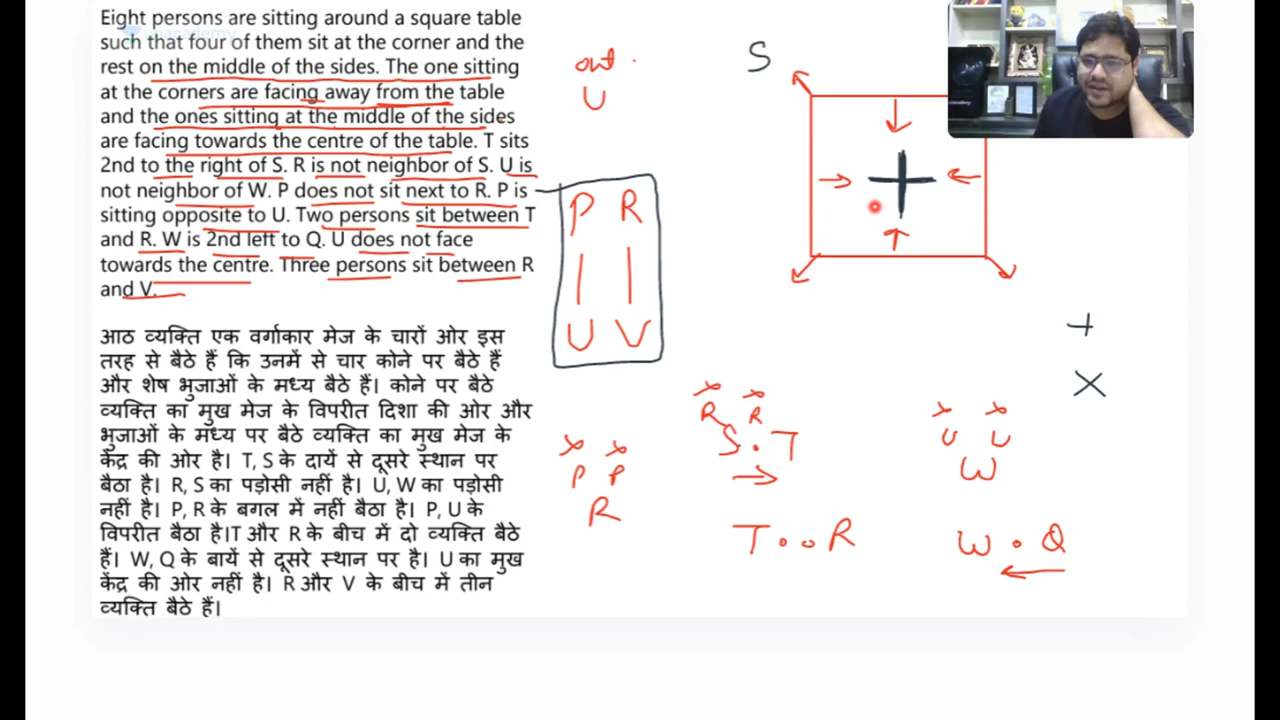 Eight persons are sitting around a square table
such that four of them sit at the corner and the
rest on the middle of the sides. The one sitting
at the corners are facing away from the table
and the ones sitting at the middle of the sides
are facing towards the centre of the table. T sits
2nd to the right of S. R is not neighbor of S. U is
not neighbor of W. P does not sit next to R. P is
sitting opposite to U. Two persons sit between T
and R. W is 2nd left to Q. U does not face
towards the centre. Three persons sit between R
and V.
आठ व्यक्ति एक वर्गाकार मेज के चारों ओर इस
तरह से बैठे हैं कि उनमें से चार कोने पर बैठे हैं
और शेष भुजाओं के मध्य बैठे हैं। कोने पर बैठे
व्यक्ति का मुख मेज के विपरीत दिशा की ओर और
भुजाओं के मध्य पर बैठे व्यक्ति का मुख मेज के
केंद्र की ओर है। T, S के दायें से दूसरे स्थान पर
बैठा है। R, S का पड़ोसी नहीं है। U, W का पड़ोसी
नहीं है। P, R के बगल में नहीं बैठा है। P, U के
विपरीत बैठा है।T और R के बीच में दो व्यक्ति बैठे
हैं। W, Q के बायें से दूसरे स्थान पर है। U का मुख
केंद्र की ओर नहीं है। R और V के बीच में तीन
व्यक्ति बैठे हैं।
out
U
S
P R
U V
R R
S . T
P P
R
U U
W
T . . R
W . Q